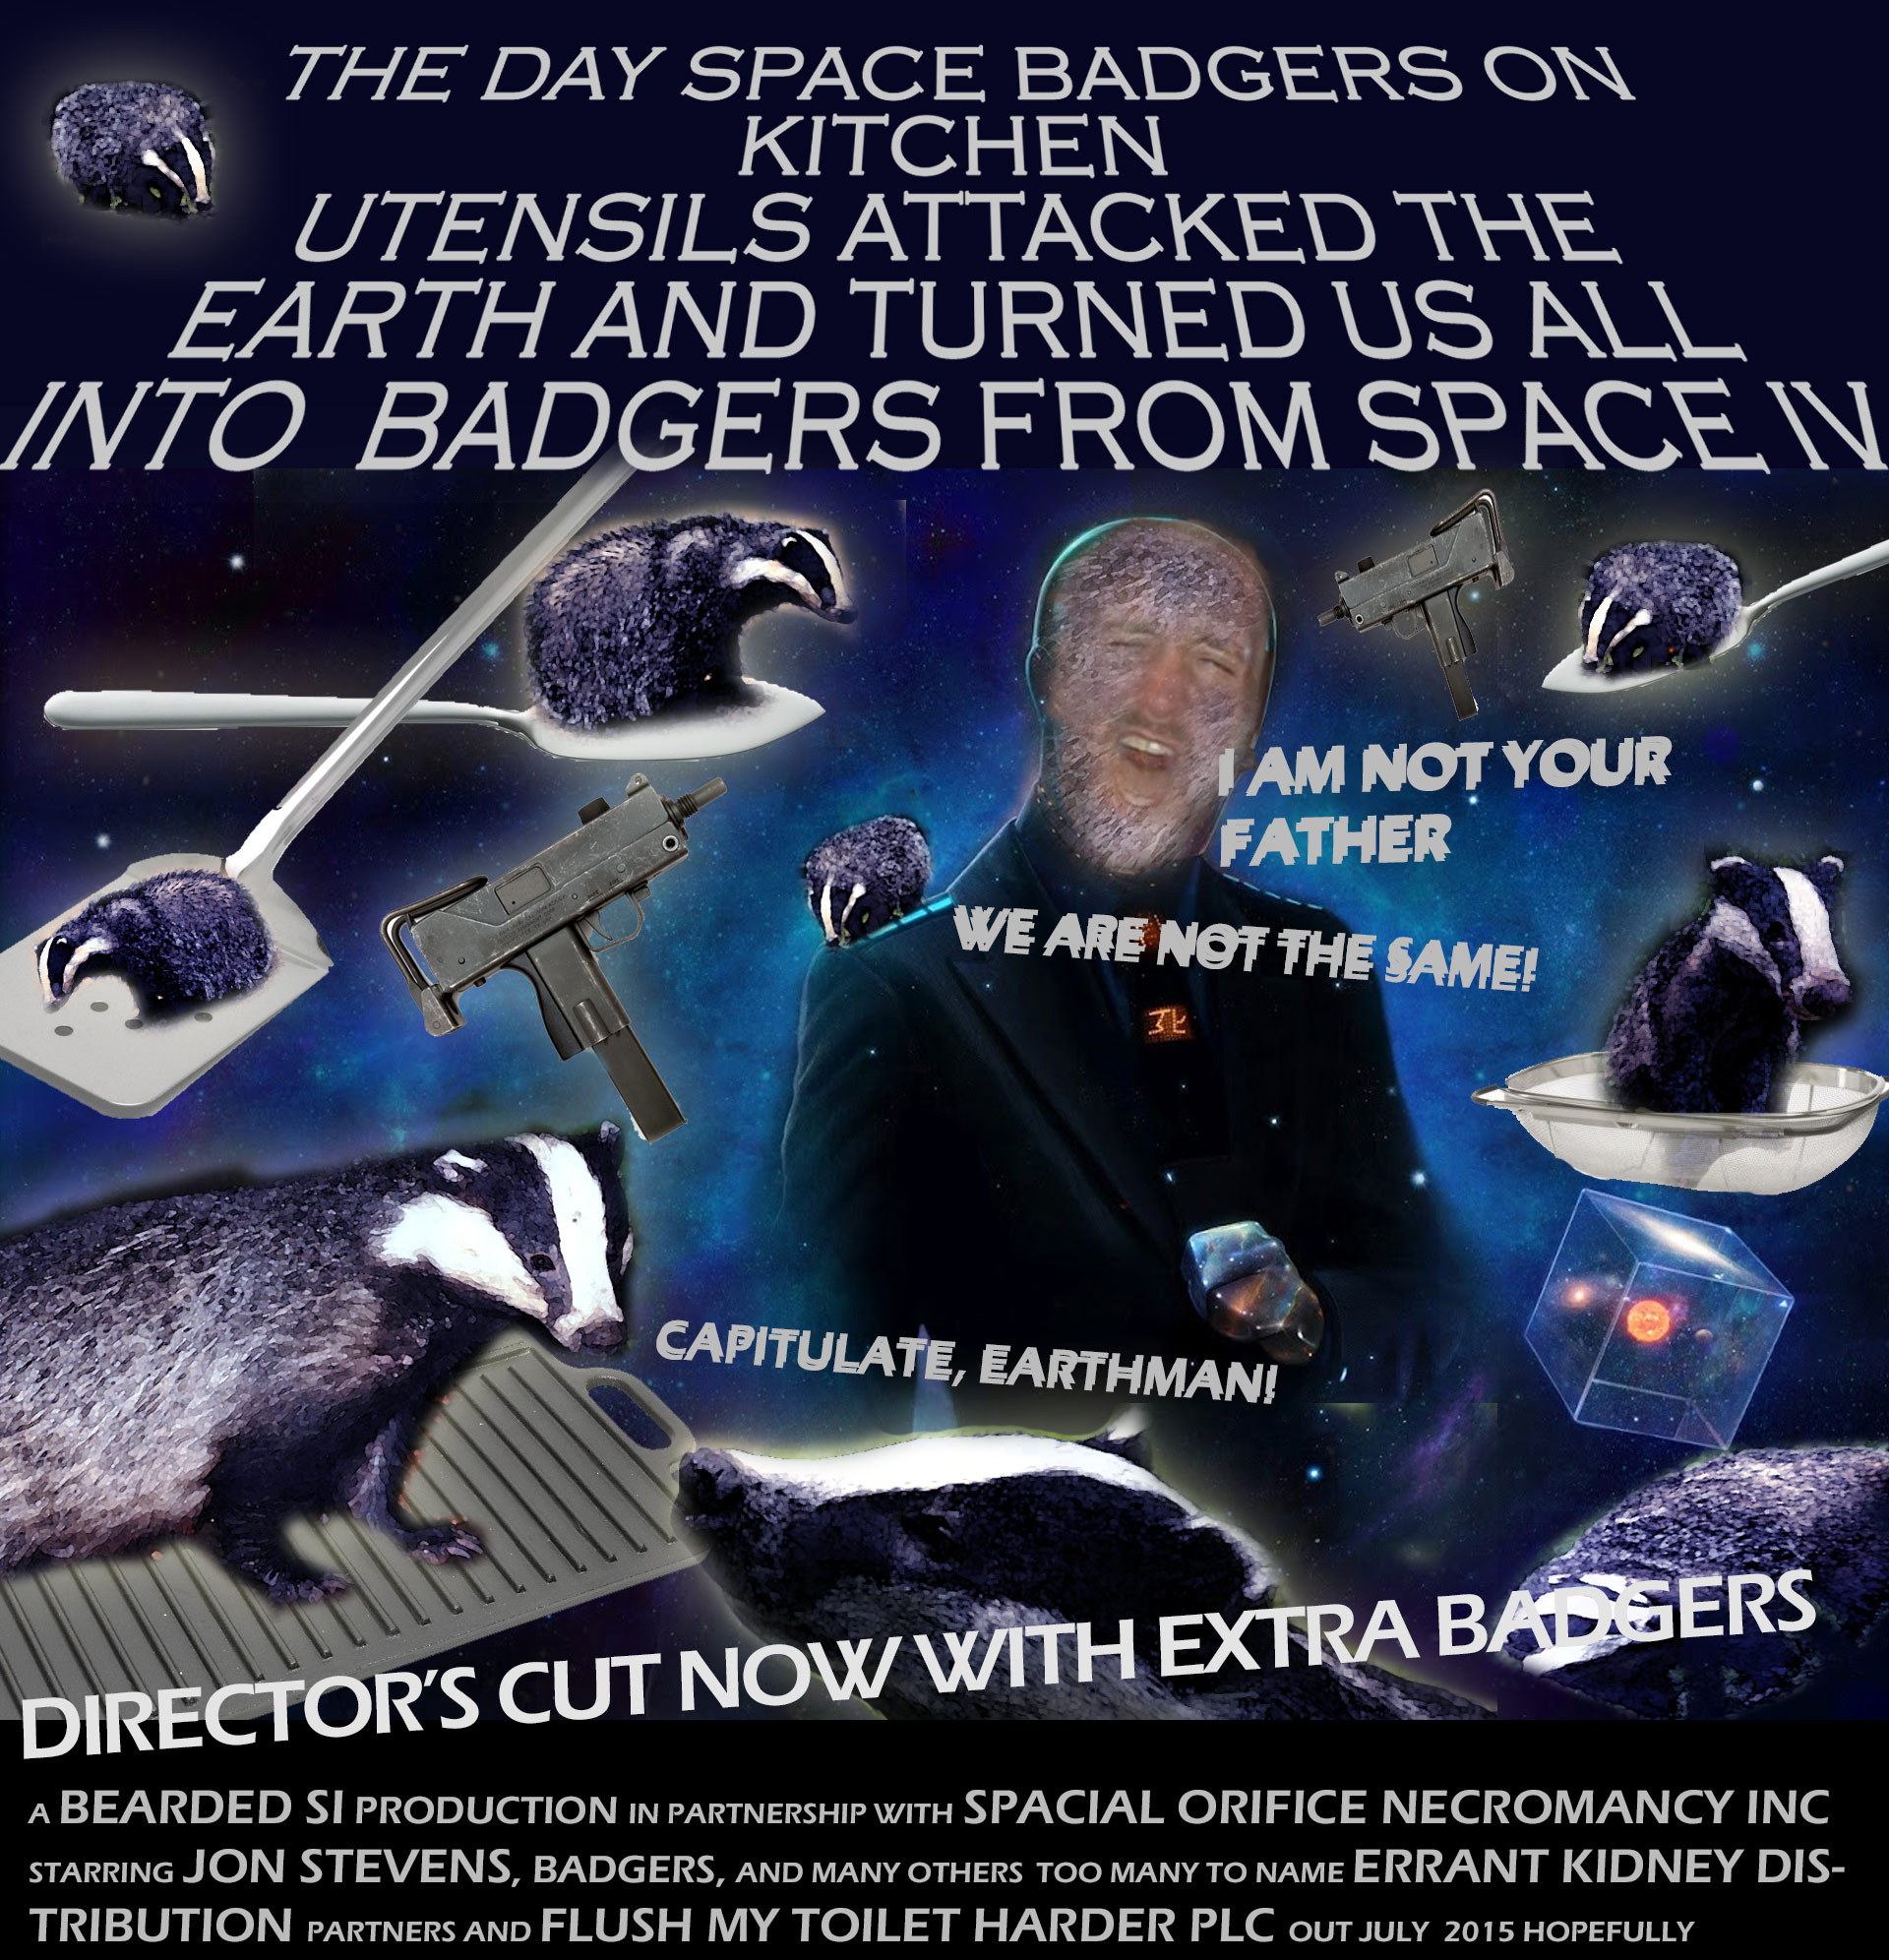 THE DAY SPACE BADGERS ON
KITCHEN
UTENSILS ATTACKED THE
EARTH AND TURNED US ALL
INTO BADGERS FROM SPACE IV
I AM NOT YOUR
FATHER
WE ARE NOT THE SAME!
CAPITULATE, EARTHMAN!
DIRECTOR'S CUT NOW WITH EXTRA BADGERS
A BEARDED SI PRODUCTION IN PARTNERSHIP WITH SPACIAL ORIFICE NECROMANCY INC
STARRING JON STEVENS, BADGERS, AND MANY OTHERS TOO MANY TO NAME ERRANT KIDNEY DIS-
TRIBUTION PARTNERS AND FLUSH MY TOILET HARDER PLC OUT JULY 2015 HOPEFULLY